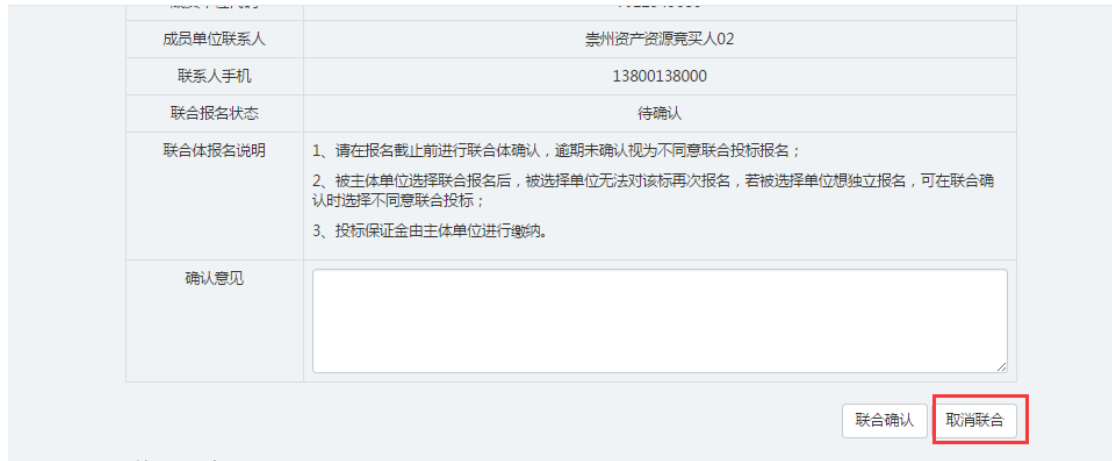 成员单位联系人
崇州资产资源竞买人02
联系人手机
13800138000
联合报名状态
待确认
联合体报名说明
1、请在报名截止前进行联合体确认，逾期未确认视为不同意联合投标报名；
2、被主体单位选择联合报名后，被选择单位无法对该标再次报名，若被选择单位想独立报名，可在联合确
认时选择不同意联合投标；
3、投标保证金由主体单位进行缴纳。
确认意见
联合确认
取消联合